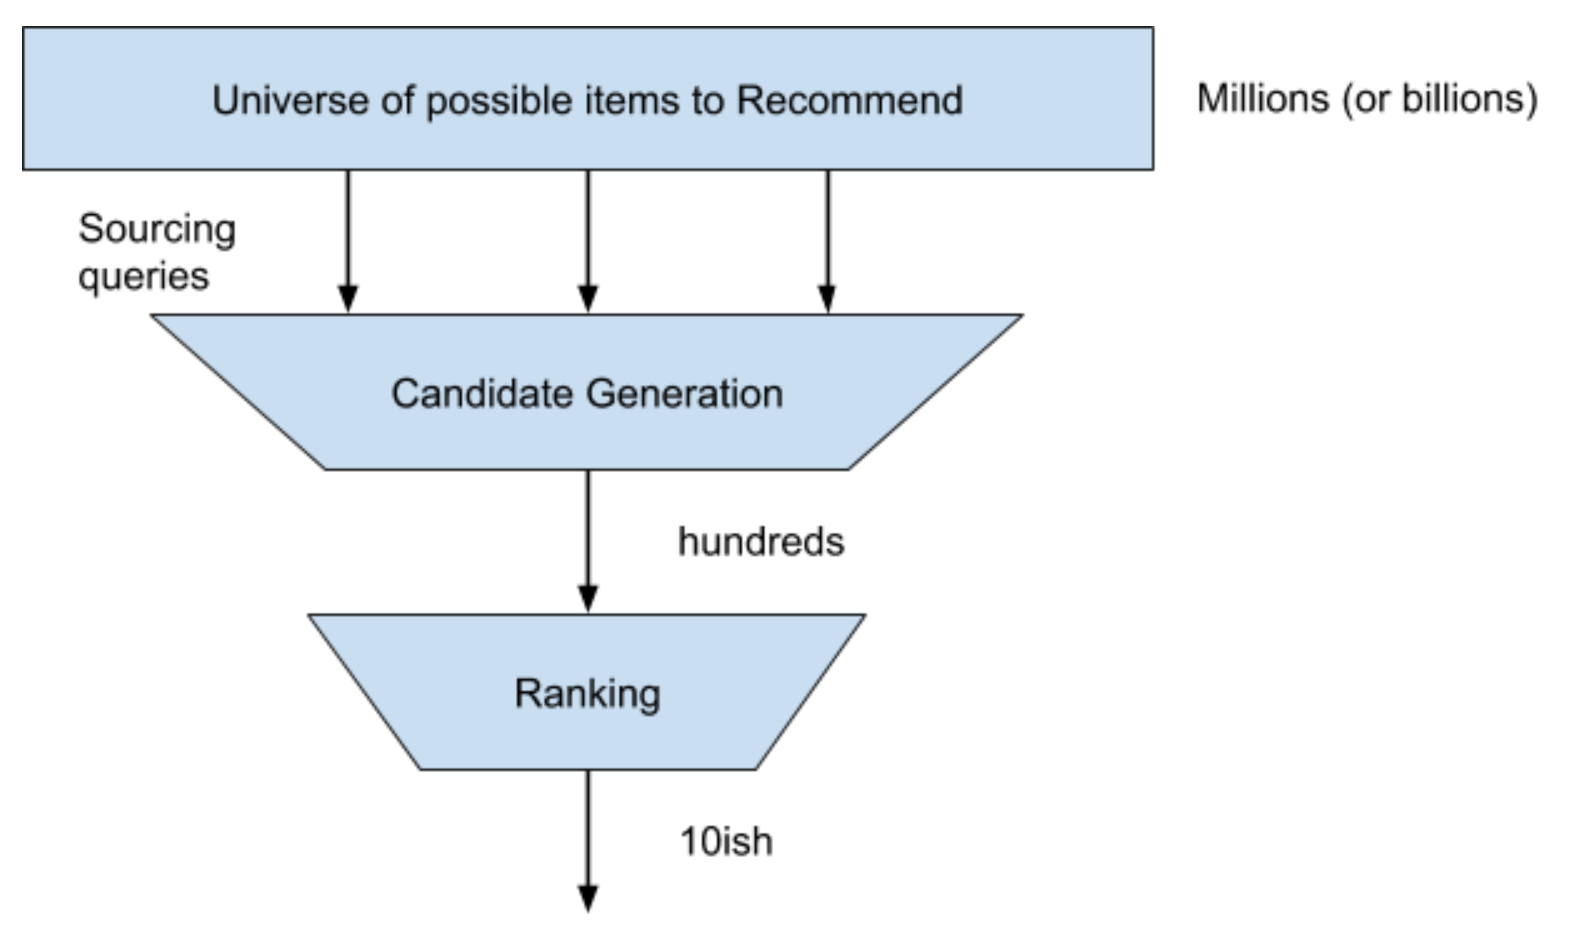 Universe of possible items to Recommend
Millions (or billions)
Sourcing
queries
Candidate Generation
hundreds
Ranking
10ish